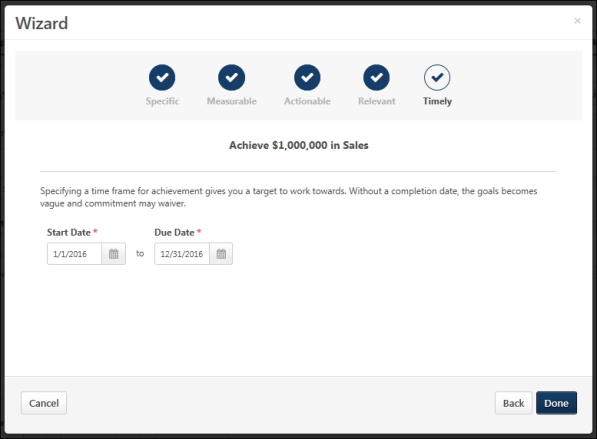 Wizard ×
Specific Measurable Actionable Relevant Timely
Achieve $1,000,000 in Sales
Specifying a time frame for achievement gives you a target to work towards. Without a completion date, the goals becomes
vague and commitment may waiver.
Start Date * Due Date *
1/1/2016 to 12/31/2016
Cancel Back Done